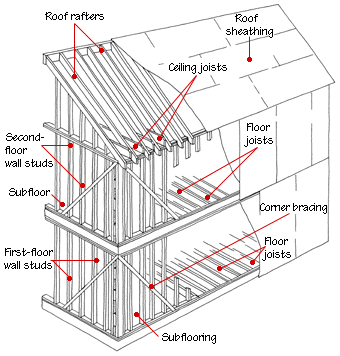 Roof rafters
Roof
sheathing
Ceiling joists
Second-
floor
wall studs
Floor
joists
Subfloor
Corner bracing
First-floor
wall studs
Floor
joists
Subflooring